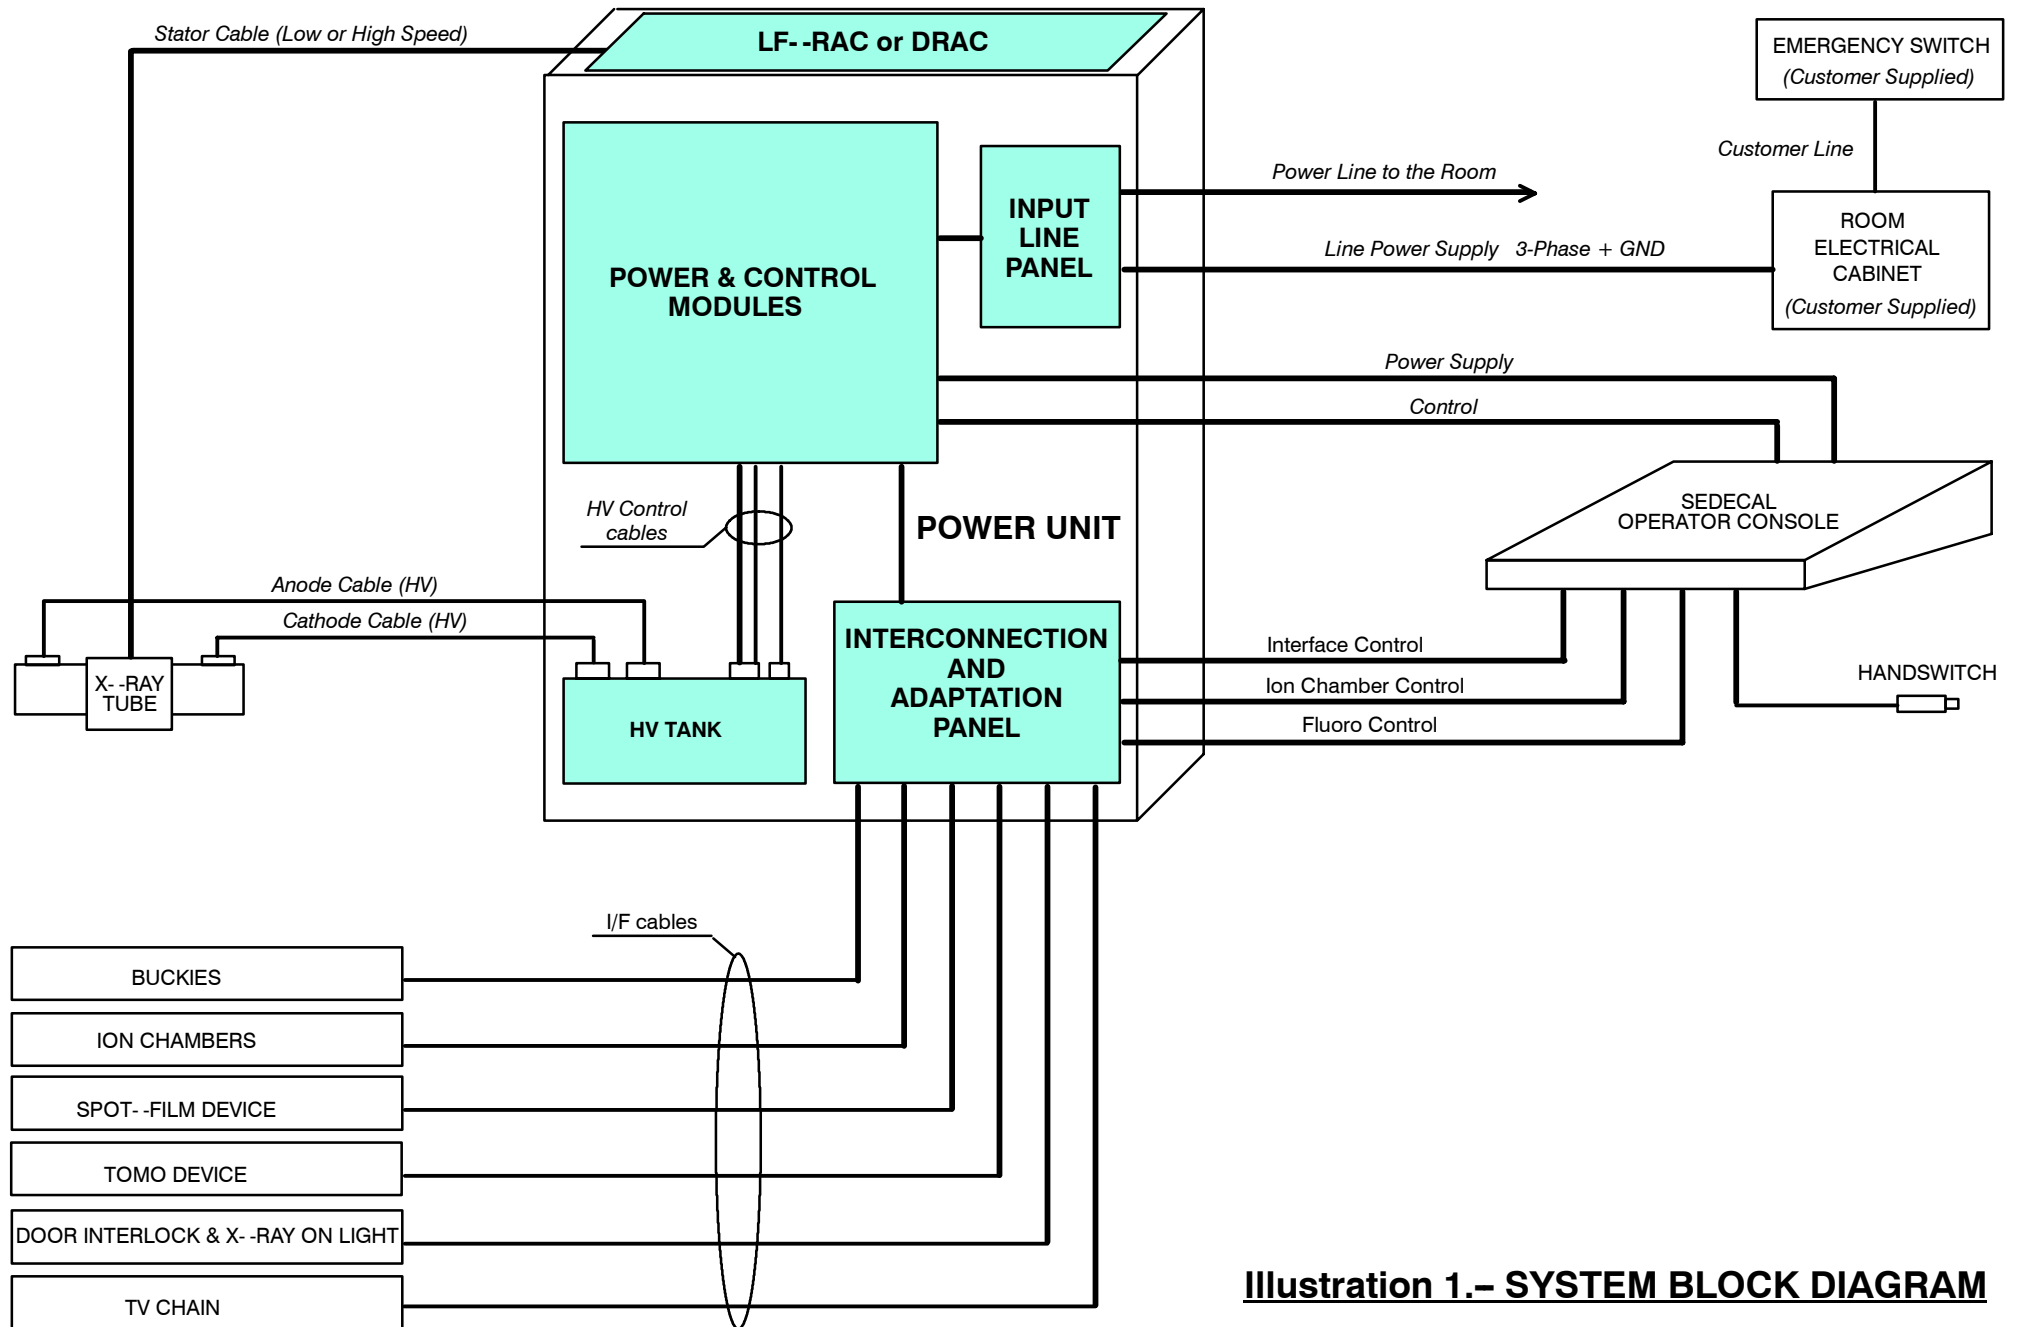 Stator Cable (Low or High Speed)
LF- -RAC or DRAC
EMERGENCY SWITCH
(Customer Supplied)
Customer Line
Power Line to the Room
INPUT
LINE
PANEL
ROOM
ELECTRICAL
CABINET
(Customer Supplied)
Line Power Supply 3-Phase + GND
POWER & CONTROL
MODULES
Power Supply
Control
SEDECAL
OPERATOR CONSOLE
HV Control
cables
POWER UNIT
Anode Cable (HV)
Cathode Cable (HV)
X- -RAY
TUBE
HV TANK
INTERCONNECTION
AND
ADAPTATION
PANEL
Interface Control
Ion Chamber Control
Fluoro Control
HANDSWITCH
I/F cables
BUCKIES
ION CHAMBERS
SPOT- -FILM DEVICE
TOMO DEVICE
DOOR INTERLOCK & X- -RAY ON LIGHT
TV CHAIN
Illustration 1.– SYSTEM BLOCK DIAGRAM